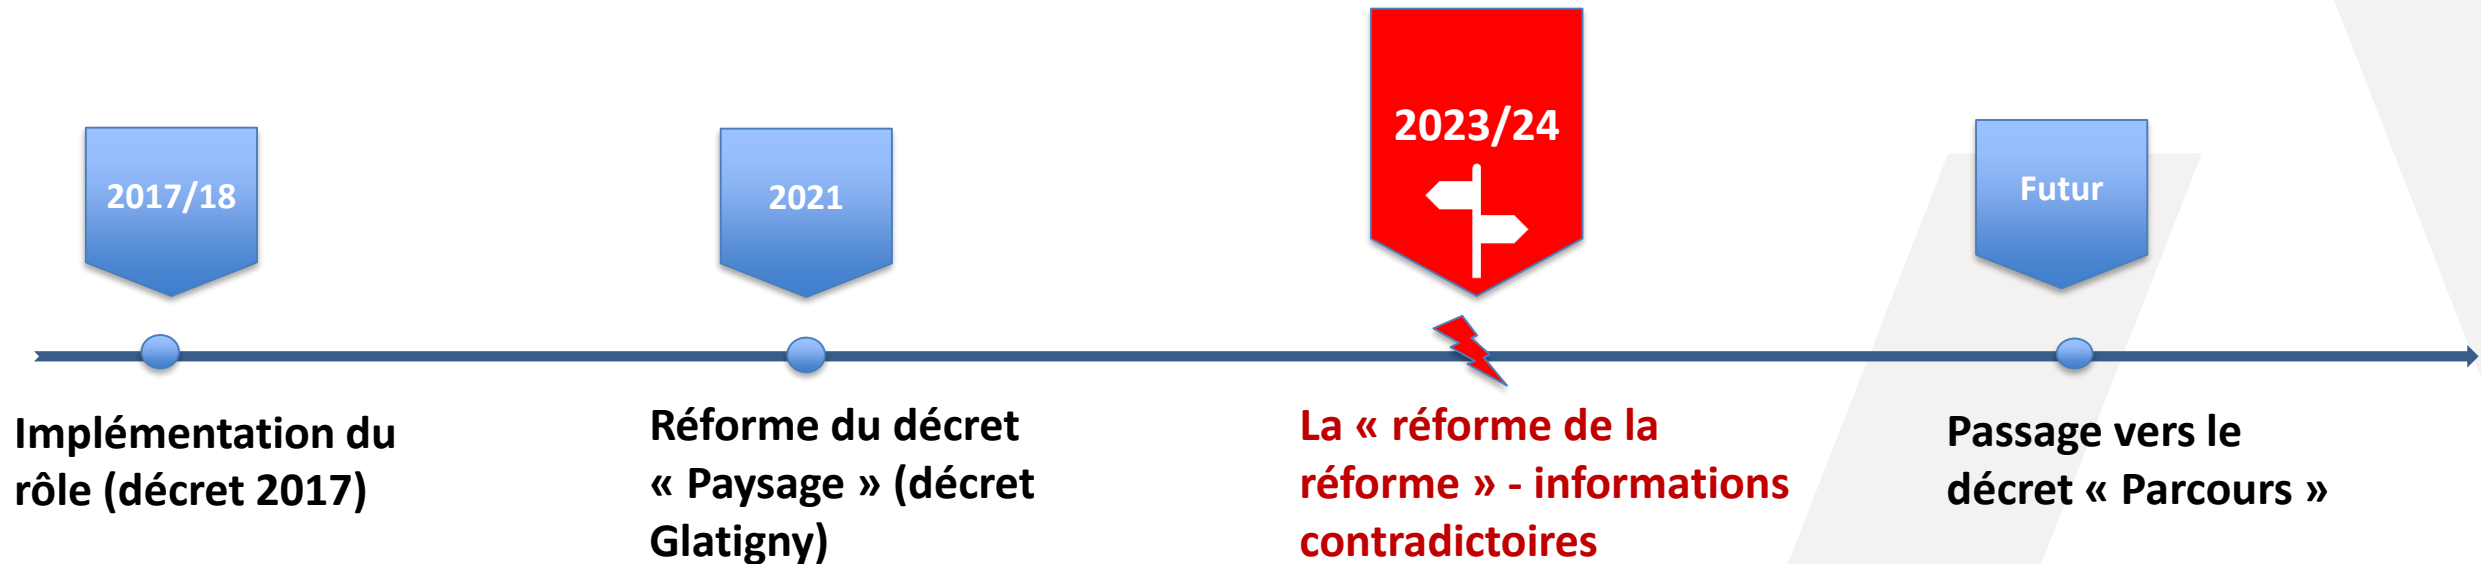 2017/18
2021
2023/24
Futur
Implémentation du
rôle (décret 2017)
Réforme du décret
« Paysage » (décret
Glatigny)
La « réforme de la
réforme » - informations
contradictoires
Passage vers le
décret « Parcours »